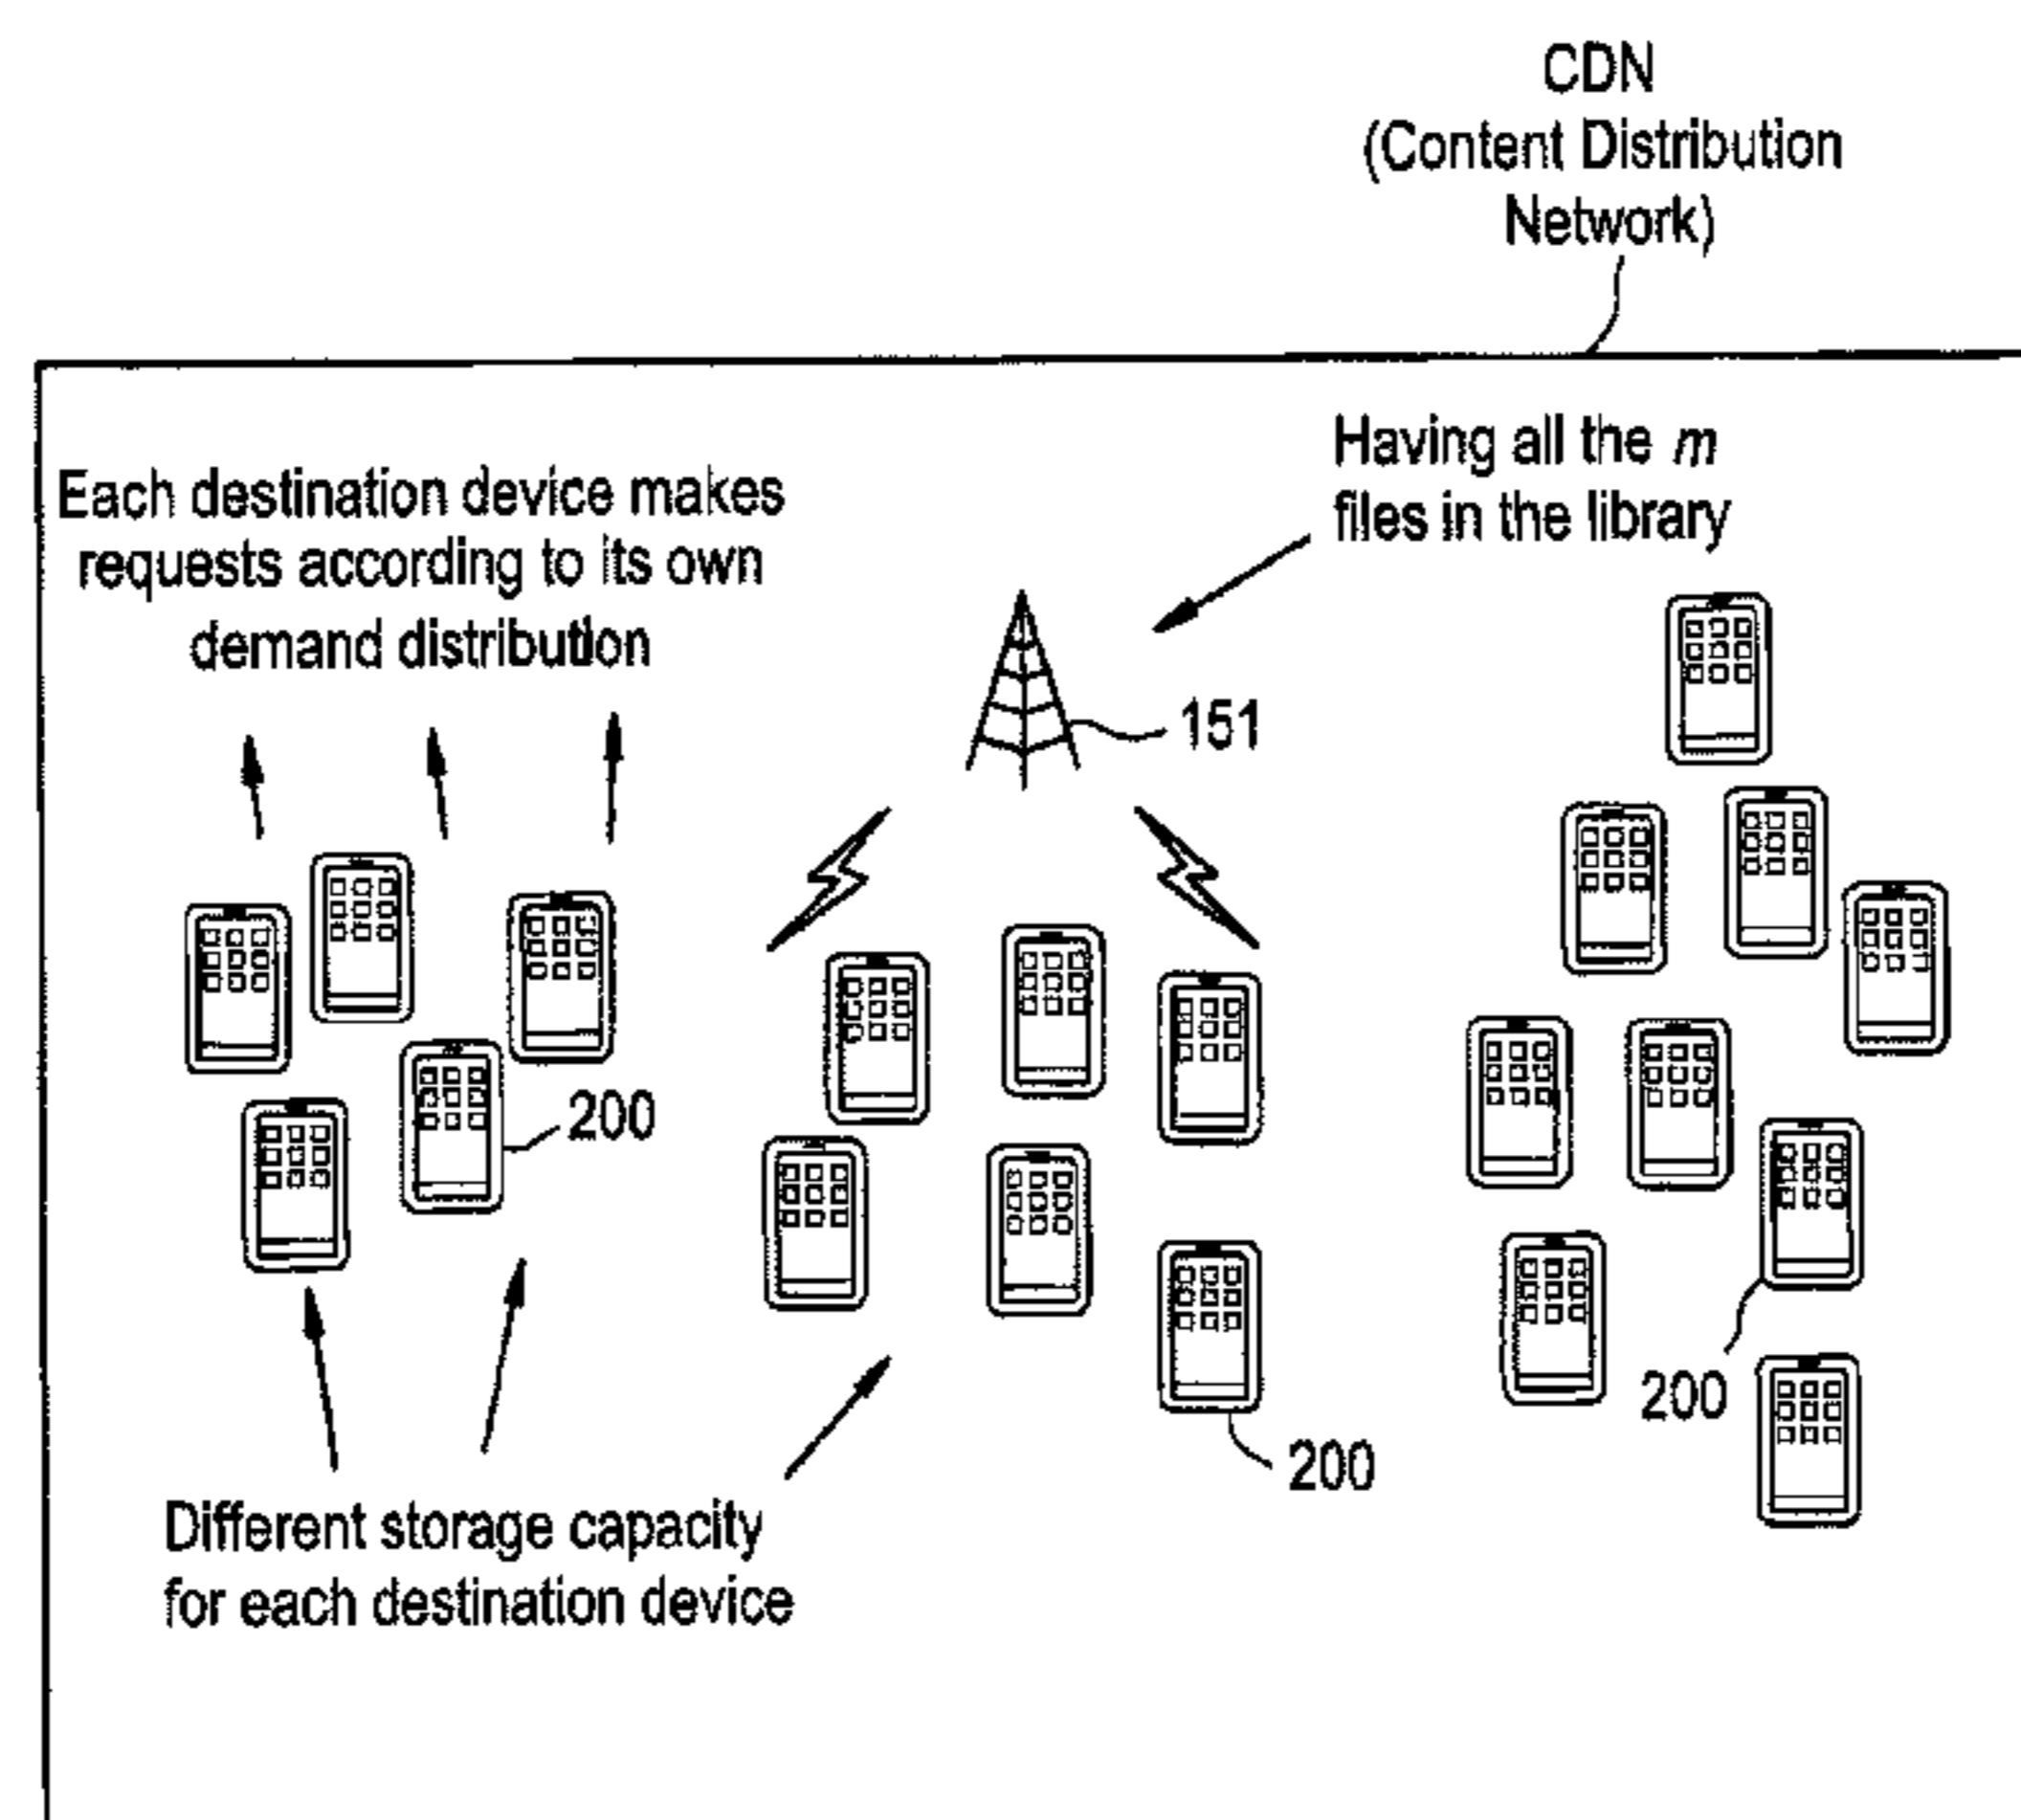 CDN
(Content Distribution
Network)
Having all the m
files in the library
Each destination device makes
requests according to its own
demand distribution
151
200
200
200
Different storage capacity
for each destination device